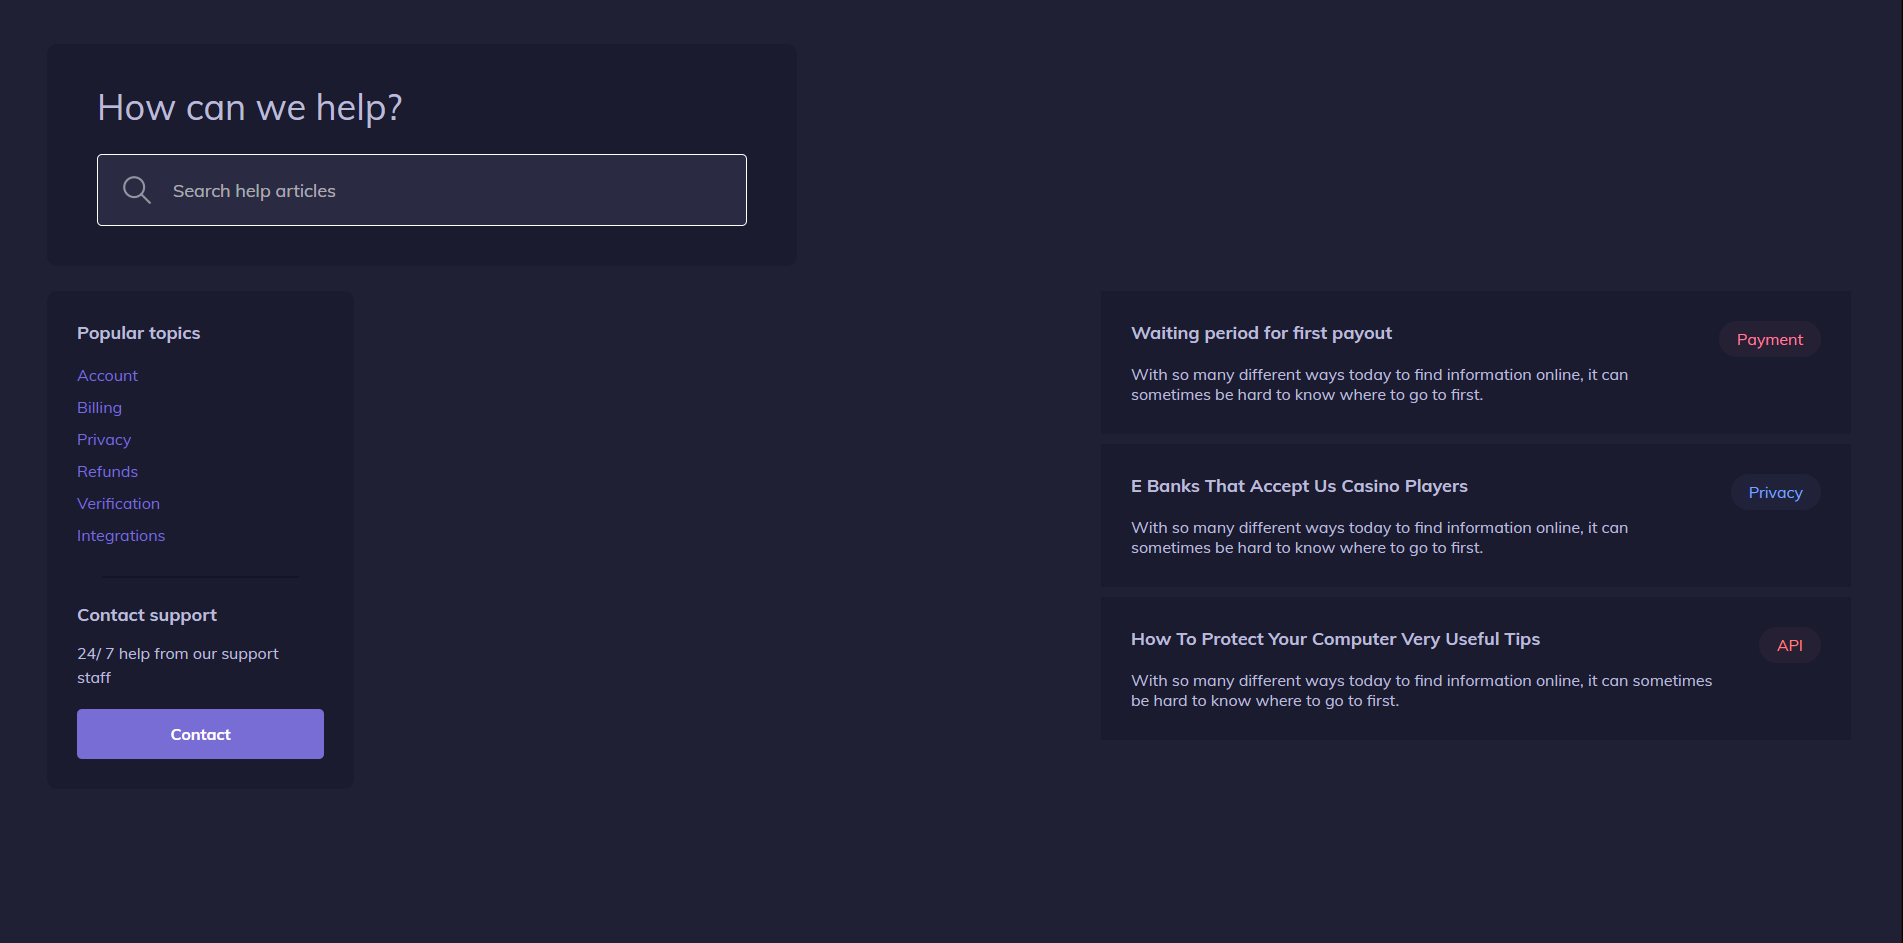 How can we help?
Search help articles
Popular topics
Account
Billing
Privacy
Refunds
Verification
Integrations
Contact support
24/ 7 help from our support
staff
Contact
Waiting period for first payout
Payment
With so many different ways today to find information online, it can
sometimes be hard to know where to go to first.
E Banks That Accept Us Casino Players
Privacy
With so many different ways today to find information online, it can
sometimes be hard to know where to go to first.
How To Protect Your Computer Very Useful Tips
API
With so many different ways today to find information online, it can sometimes
be hard to know where to go to first.